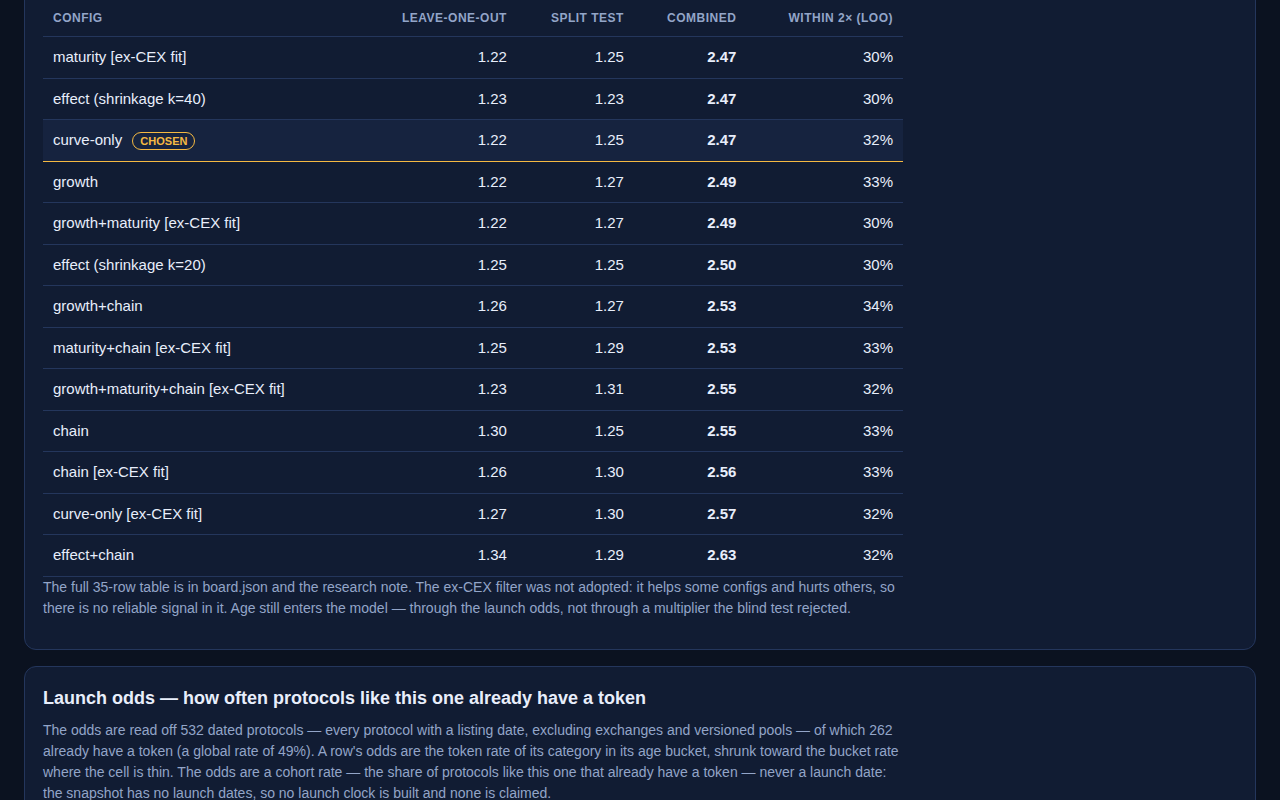 CONFIG LEAVE-ONE-OUT SPLIT TEST COMBINED WITHIN 2× (LOO)
maturity [ex-CEX fit] 1.22 1.25 2.47 30%
effect (shrinkage k=40) 1.23 1.23 2.47 30%
curve-only CHOSEN 1.22 1.25 2.47 32%
growth 1.22 1.27 2.49 33%
growth+maturity [ex-CEX fit] 1.22 1.27 2.49 30%
effect (shrinkage k=20) 1.25 1.25 2.50 30%
growth+chain 1.26 1.27 2.53 34%
maturity+chain [ex-CEX fit] 1.25 1.29 2.53 33%
growth+maturity+chain [ex-CEX fit] 1.23 1.31 2.55 32%
chain 1.30 1.25 2.55 33%
chain [ex-CEX fit] 1.26 1.30 2.56 33%
curve-only [ex-CEX fit] 1.27 1.30 2.57 32%
effect+chain 1.34 1.29 2.63 32%
The full 35-row table is in board.json and the research note. The ex-CEX filter was not adopted: it helps some configs and hurts others, so
there is no reliable signal in it. Age still enters the model — through the launch odds, not through a multiplier the blind test rejected.
Launch odds — how often protocols like this one already have a token
The odds are read off 532 dated protocols — every protocol with a listing date, excluding exchanges and versioned pools — of which 262
already have a token (a global rate of 49%). A row's odds are the token rate of its category in its age bucket, shrunk toward the bucket rate
where the cell is thin. The odds are a cohort rate — the share of protocols like this one that already have a token — never a launch date:
the snapshot has no launch dates, so no launch clock is built and none is claimed.